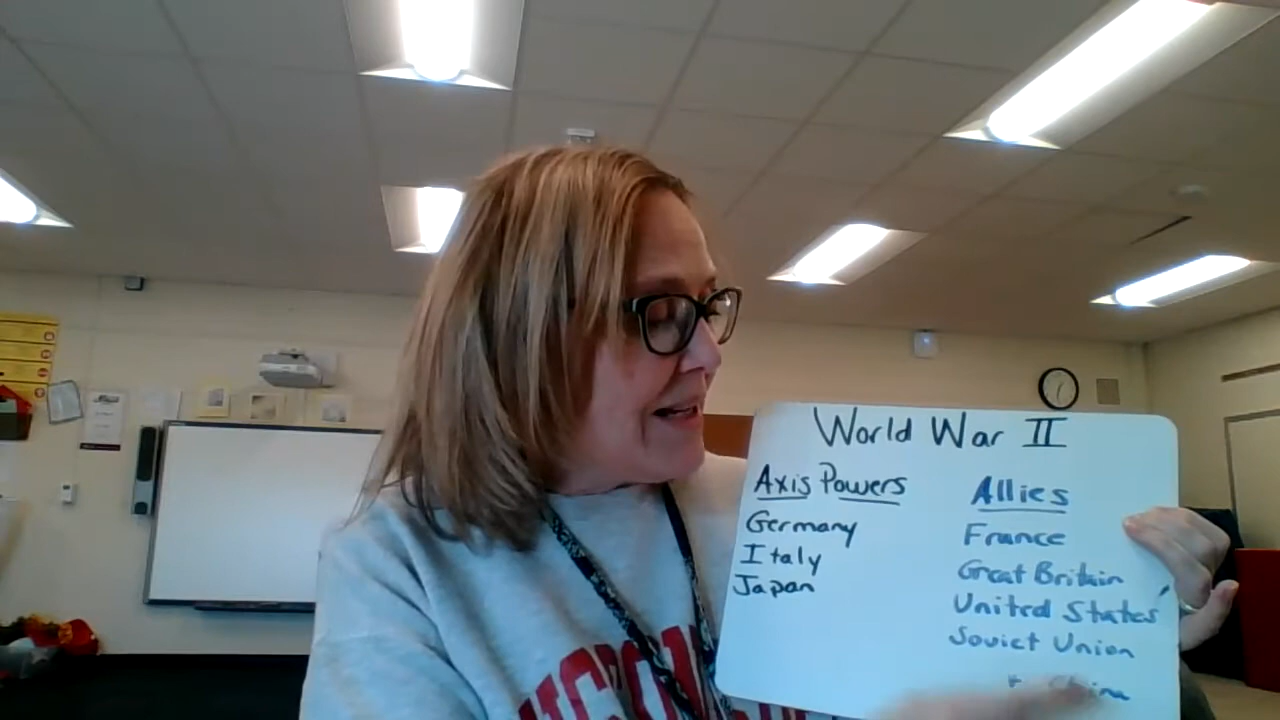 World War II
Axis Powers
Germany
Italy
Japan
Allies
France
Great Britain
United States
Soviet Union
China